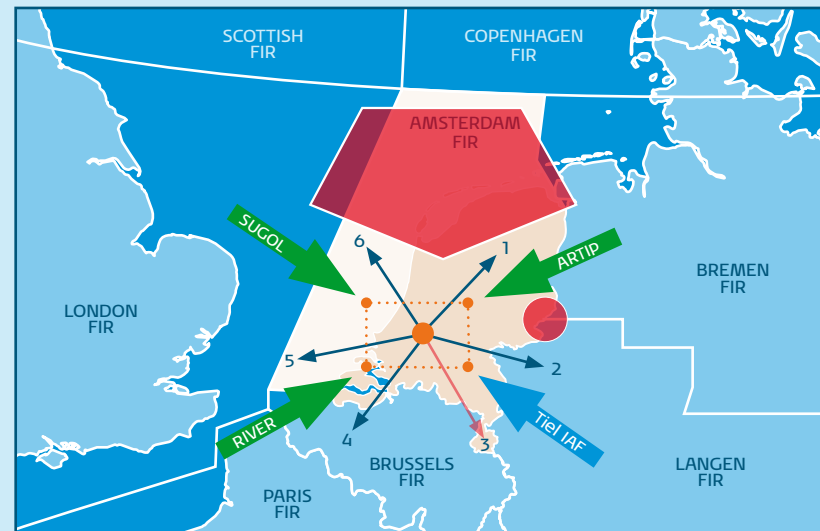 SCOTTISH
FIR
COPENHAGEN
FIR
AMSTERDAM
FIR
SUGOL
6
1
ARTIP
BREMEN
FIR
LONDON
FIR
5
2
RIVER
4
3
Tiel IAF
BRUSSELS
FIR
LANGEN
FIR
PARIS
FIR